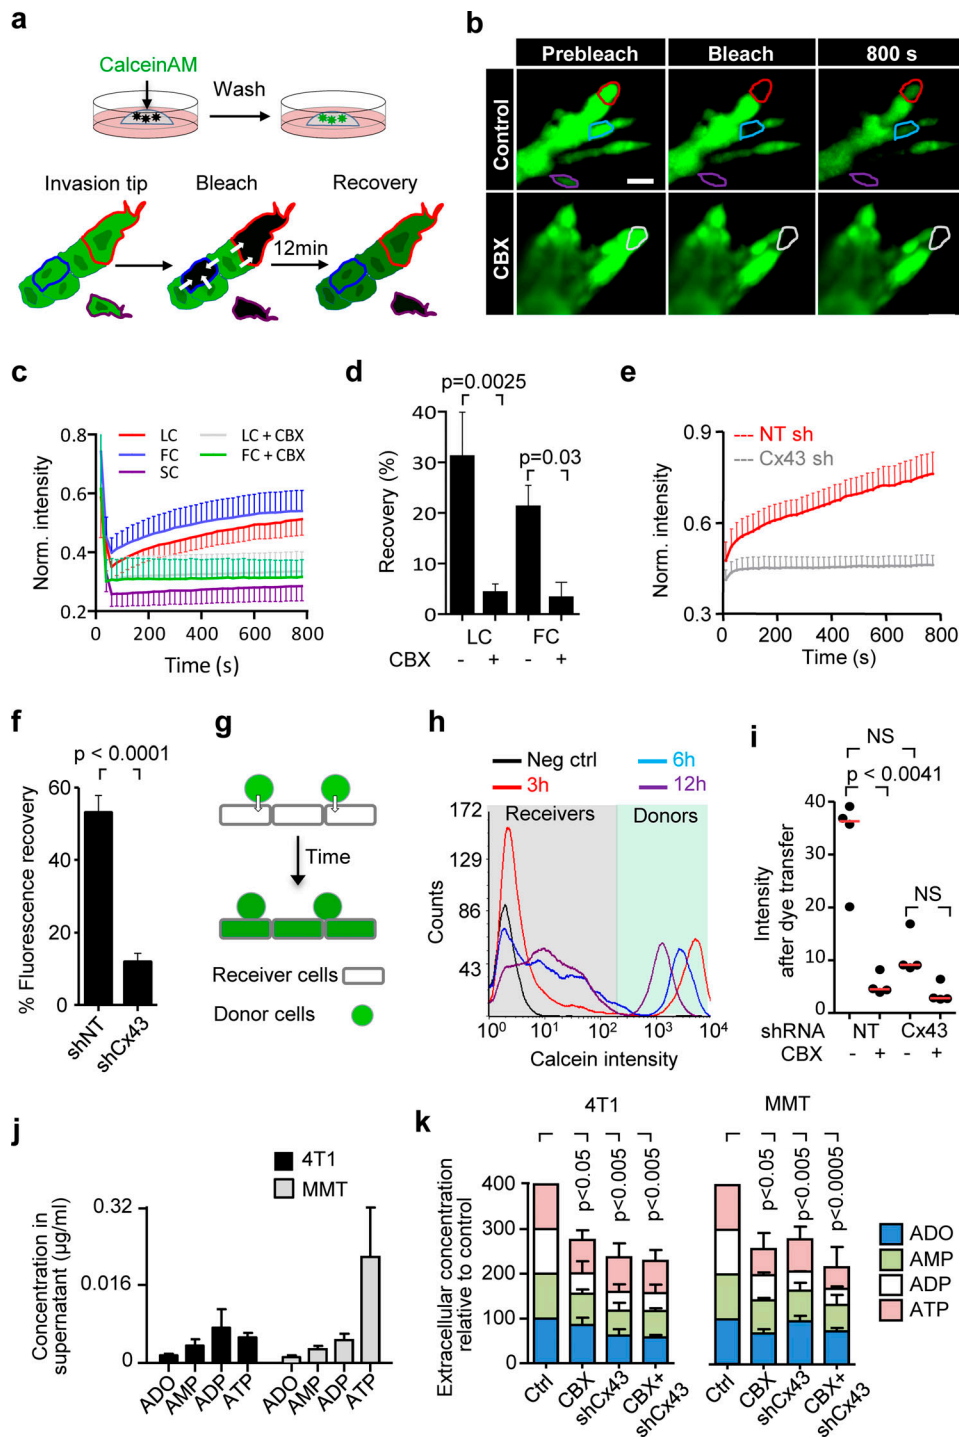 a
CalceinAM
Wash
Invasion tip
Bleach
Recovery
12min
b
Prebleach
Bleach
800 s
Control
CBX
c
Norm. intensity
0.8
0.6
0.4
0.2
LC
FC
SC
LC + CBX
FC + CBX
0 200 400 600 800
Time (s)
d
p=0.0025
p=0.03
Recovery (%)
40
30
20
10
0
LC FC
CBX - + - +
e
NT sh
Cx43 sh
Norm. intensity
0.9
0.6
0.3
0 200 400 600 800
Time (s)
f
p < 0.0001
% Fluorescence recovery
60
40
20
0
shNT
shCx43
g
Time
Receiver cells
Donor cells
h
Neg ctrl
3h
6h
12h
Receivers
Donors
Counts
172
129
86
43
10⁰ 10¹ 10² 10³ 10⁴
Calcein intensity
i
NS
p < 0.0041
NS
Intensity
after dye transfer
40
30
20
10
0
shRNA NT Cx43
CBX - + - +
j
4T1
MMT
Concentration in
supernatant (µg/ml)
0.32
0.016
0
ADO AMP ADP ATP ADO AMP ADP ATP
k
4T1
MMT
p<0.05
p<0.005
p<0.005
p<0.05
p<0.005
p<0.0005
Extracellular concentration
relative to control
400
300
200
100
0
Ctrl
CBX
shCx43
CBX+
shCx43
Ctrl
CBX
shCx43
CBX+
shCx43
ADO
AMP
ADP
ATP